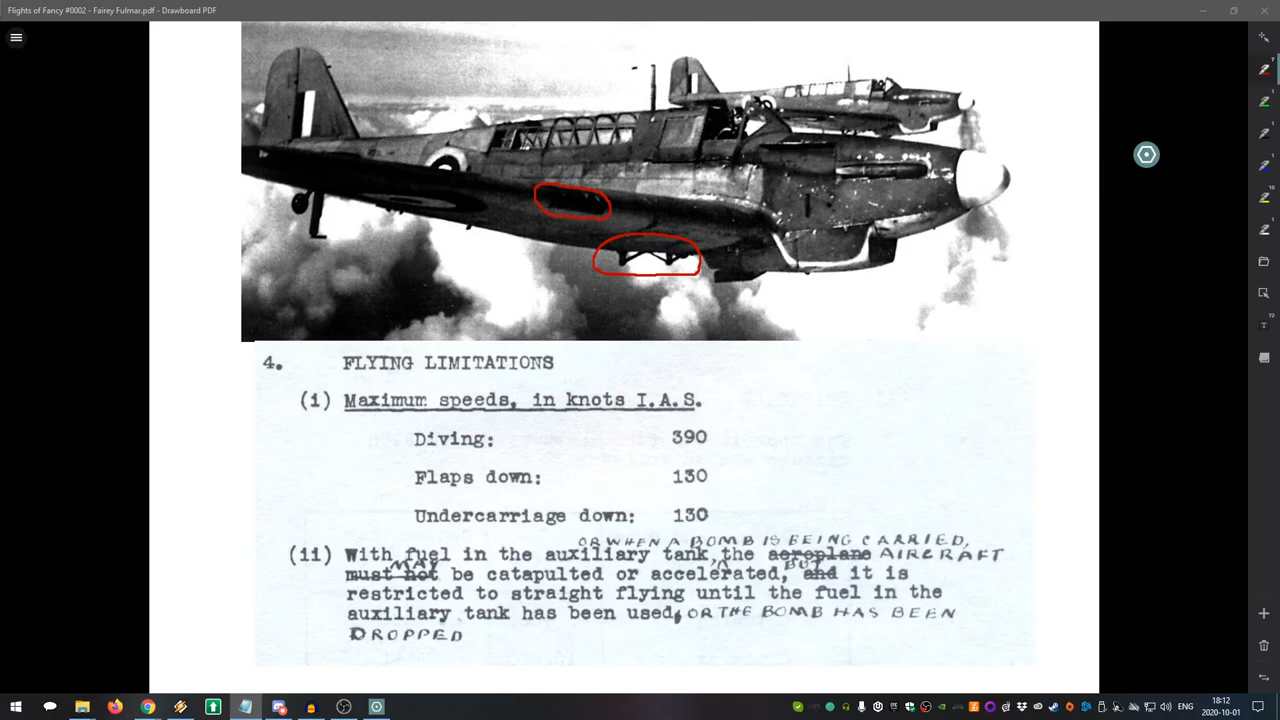 Flights of Fancy #0002 - Fairey Fulmar.pdf - Drawboard PDF
4. FLYING LIMITATIONS
(i) Maximum speeds, in knots I.A.S.
Diving: 390
Flaps down: 130
Undercarriage down: 130
OR WHEN A BOMB IS BEING CARRIED,
(ii) With fuel in the auxiliary tank, the aeroplane AIRCRAFT
MAY BUT
must not be catapulted or accelerated, and it is
restricted to straight flying until the fuel in the
auxiliary tank has been used, OR THE BOMB HAS BEEN
DROPPED
ENG
18:12
2020-10-01